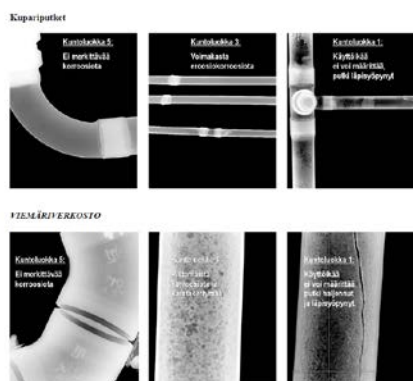 Kupariputket
Kuntoluokka 5:
Ei merkittävää
korroosiota
Kuntoluokka 3:
Voimakasta
eroosiokorroosiota
Kuntoluokka 1:
Käyttöikää
ei voi määrittää,
putki läpisyöpynyt
VIEMÄRIVERKOSTO
Kuntoluokka 5:
Ei merkittävää
korroosiota
Kuntoluokka
Kuntoluokka 1:
Käyttöikää
ei voi määrittää,
putki haljennut
ja läpisyöpynyt